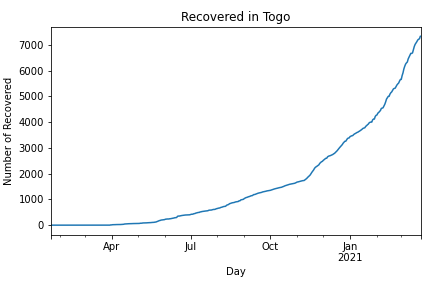 Recovered in Togo
Number of Recovered
7000
6000
5000
4000
3000
2000
1000
0
Apr
Jul
Oct
Jan
2021
Day